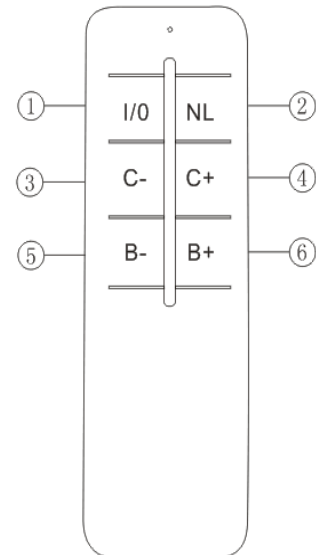 ① I/0 NL ②
③ C- C+ ④
⑤ B- B+ ⑥